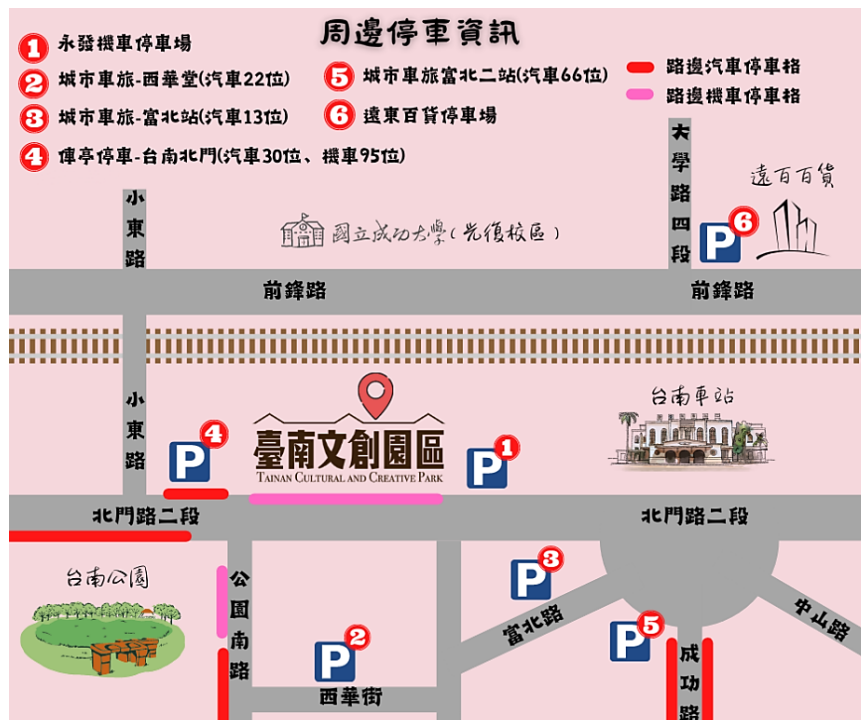 周邊停車資訊
1 永發機車停車場
2 城市車旅-西華堂(汽車22位)
3 城市車旅-富北站(汽車13位)
4 俥亭停車-台南北門(汽車30位、機車95位)
5 城市車旅富北二站(汽車66位)
6 遠東百貨停車場
路邊汽車停車格
路邊機車停車格
小東路
國立成功大學(光復校區)
大學路四段
P 6
遠百百貨
前鋒路
前鋒路
小東路
P 4
臺南文創園區
TAINAN CULTURAL AND CREATIVE PARK
P 1
台南車站
北門路二段
北門路二段
台南公園
公園南路
P 2
西華街
P 3
富北路
P 5
成功路
中山路